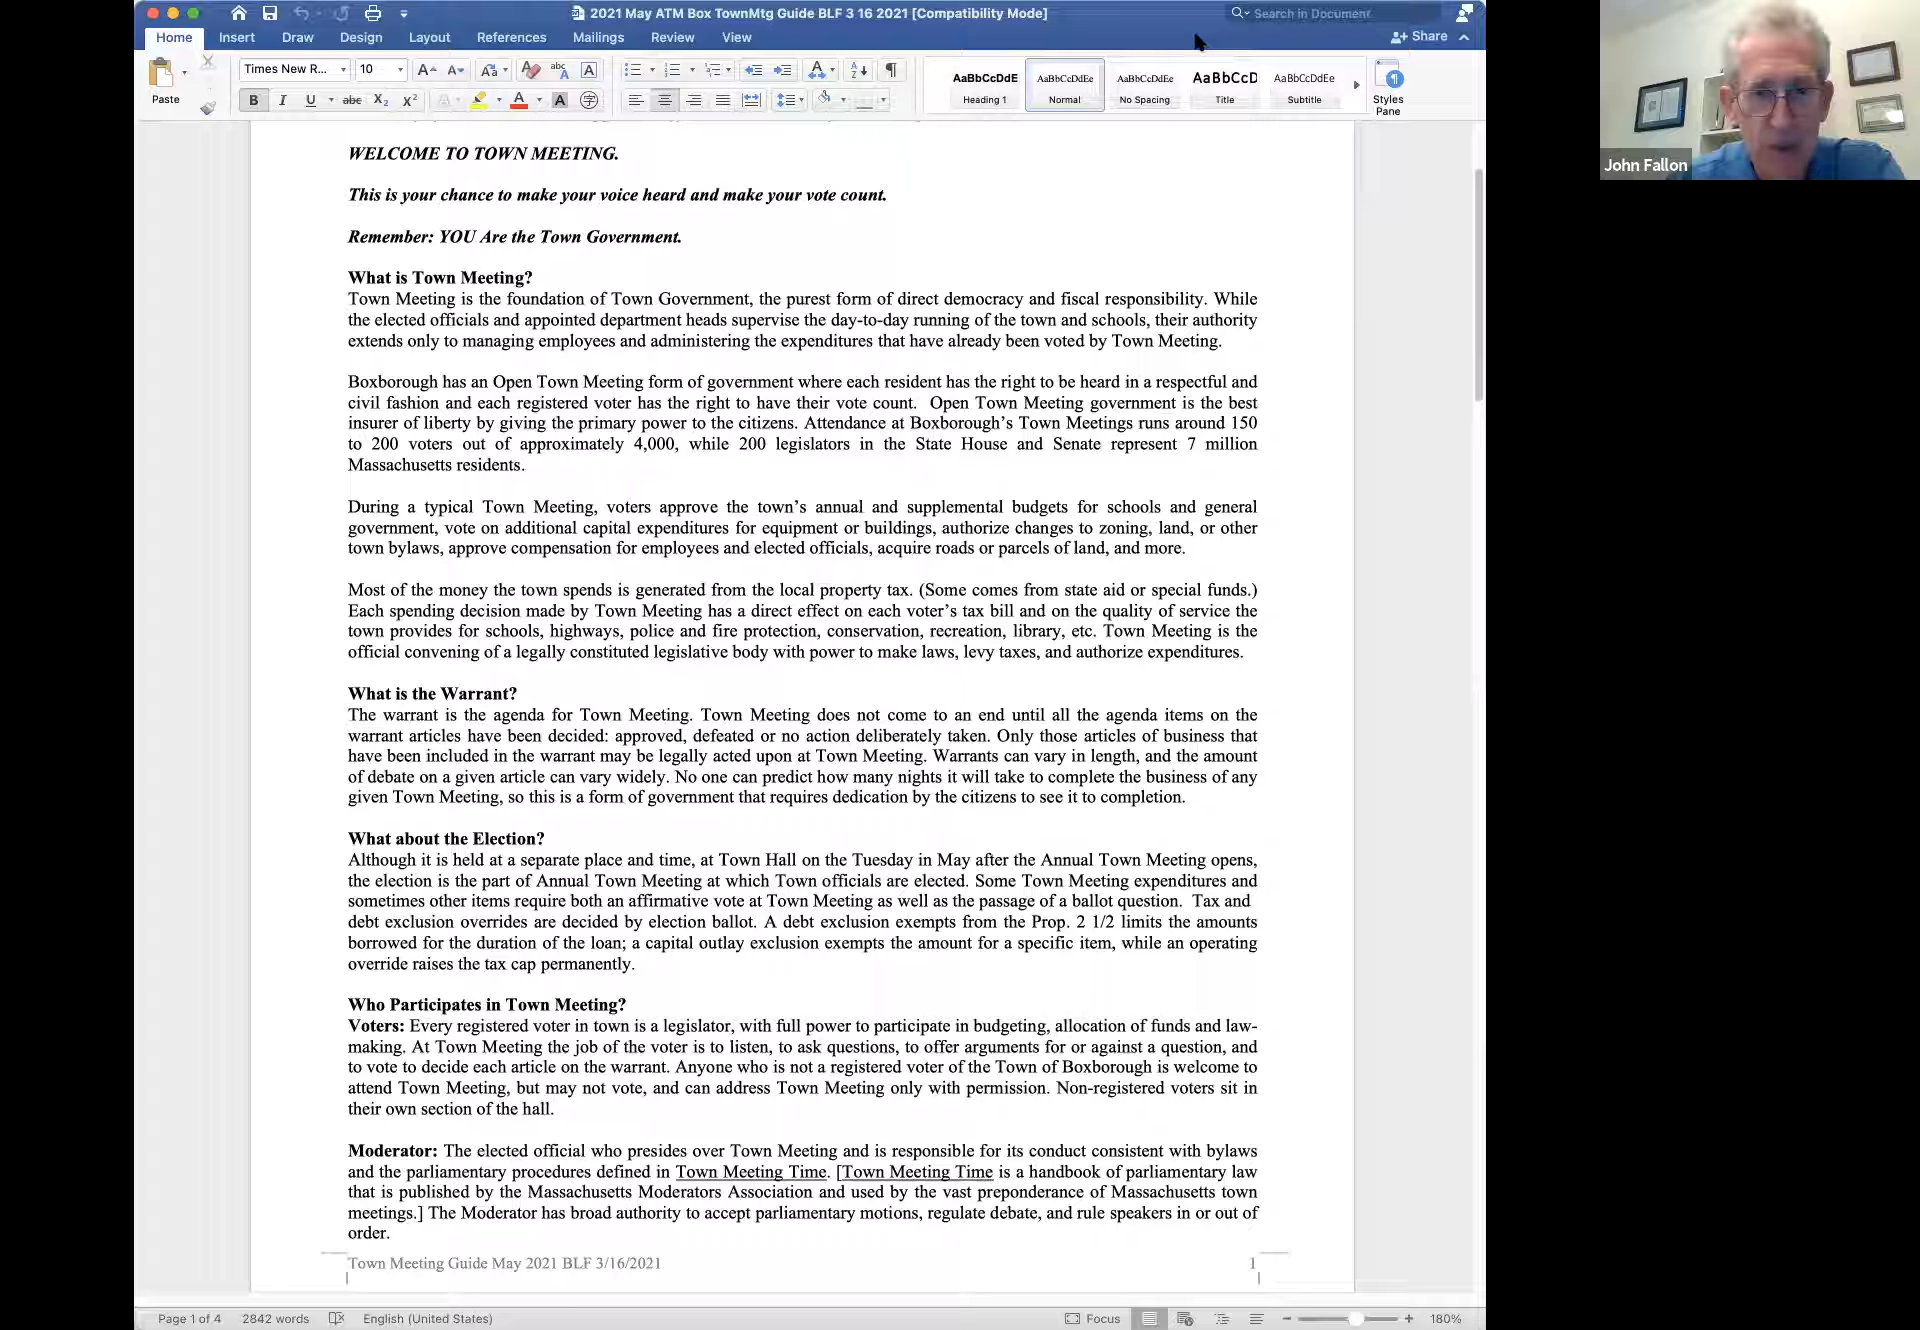 2021 May ATM Box TownMtg Guide BLF 3 16 2021 [Compatibility Mode]
Search in Document
Home Insert Draw Design Layout References Mailings Review View
Share
Paste
Times New R... 10
AaBbCcDdE AaBbCcDdEe AaBbCcDdEe AaBbCcD AaBbCcDdEe
Heading 1 Normal No Spacing Title Subtitle
Styles
Pane
John Fallon
WELCOME TO TOWN MEETING.
This is your chance to make your voice heard and make your vote count.
Remember: YOU Are the Town Government.
What is Town Meeting?
Town Meeting is the foundation of Town Government, the purest form of direct democracy and fiscal responsibility. While
the elected officials and appointed department heads supervise the day-to-day running of the town and schools, their authority
extends only to managing employees and administering the expenditures that have already been voted by Town Meeting.
Boxborough has an Open Town Meeting form of government where each resident has the right to be heard in a respectful and
civil fashion and each registered voter has the right to have their vote count. Open Town Meeting government is the best
insurer of liberty by giving the primary power to the citizens. Attendance at Boxborough's Town Meetings runs around 150
to 200 voters out of approximately 4,000, while 200 legislators in the State House and Senate represent 7 million
Massachusetts residents.
During a typical Town Meeting, voters approve the town's annual and supplemental budgets for schools and general
government, vote on additional capital expenditures for equipment or buildings, authorize changes to zoning, land, or other
town bylaws, approve compensation for employees and elected officials, acquire roads or parcels of land, and more.
Most of the money the town spends is generated from the local property tax. (Some comes from state aid or special funds.)
Each spending decision made by Town Meeting has a direct effect on each voter's tax bill and on the quality of service the
town provides for schools, highways, police and fire protection, conservation, recreation, library, etc. Town Meeting is the
official convening of a legally constituted legislative body with power to make laws, levy taxes, and authorize expenditures.
What is the Warrant?
The warrant is the agenda for Town Meeting. Town Meeting does not come to an end until all the agenda items on the
warrant articles have been decided: approved, defeated or no action deliberately taken. Only those articles of business that
have been included in the warrant may be legally acted upon at Town Meeting. Warrants can vary in length, and the amount
of debate on a given article can vary widely. No one can predict how many nights it will take to complete the business of any
given Town Meeting, so this is a form of government that requires dedication by the citizens to see it to completion.
What about the Election?
Although it is held at a separate place and time, at Town Hall on the Tuesday in May after the Annual Town Meeting opens,
the election is the part of Annual Town Meeting at which Town officials are elected. Some Town Meeting expenditures and
sometimes other items require both an affirmative vote at Town Meeting as well as the passage of a ballot question. Tax and
debt exclusion overrides are decided by election ballot. A debt exclusion exempts from the Prop. 2 1/2 limits the amounts
borrowed for the duration of the loan; a capital outlay exclusion exempts the amount for a specific item, while an operating
override raises the tax cap permanently.
Who Participates in Town Meeting?
Voters: Every registered voter in town is a legislator, with full power to participate in budgeting, allocation of funds and law-
making. At Town Meeting the job of the voter is to listen, to ask questions, to offer arguments for or against a question, and
to vote to decide each article on the warrant. Anyone who is not a registered voter of the Town of Boxborough is welcome to
attend Town Meeting, but may not vote, and can address Town Meeting only with permission. Non-registered voters sit in
their own section of the hall.
Moderator: The elected official who presides over Town Meeting and is responsible for its conduct consistent with bylaws
and the parliamentary procedures defined in Town Meeting Time. [Town Meeting Time is a handbook of parliamentary law
that is published by the Massachusetts Moderators Association and used by the vast preponderance of Massachusetts town
meetings.] The Moderator has broad authority to accept parliamentary motions, regulate debate, and rule speakers in or out of
order.
Town Meeting Guide May 2021 BLF 3/16/2021 1
Page 1 of 4 2842 words English (United States) Focus 180%